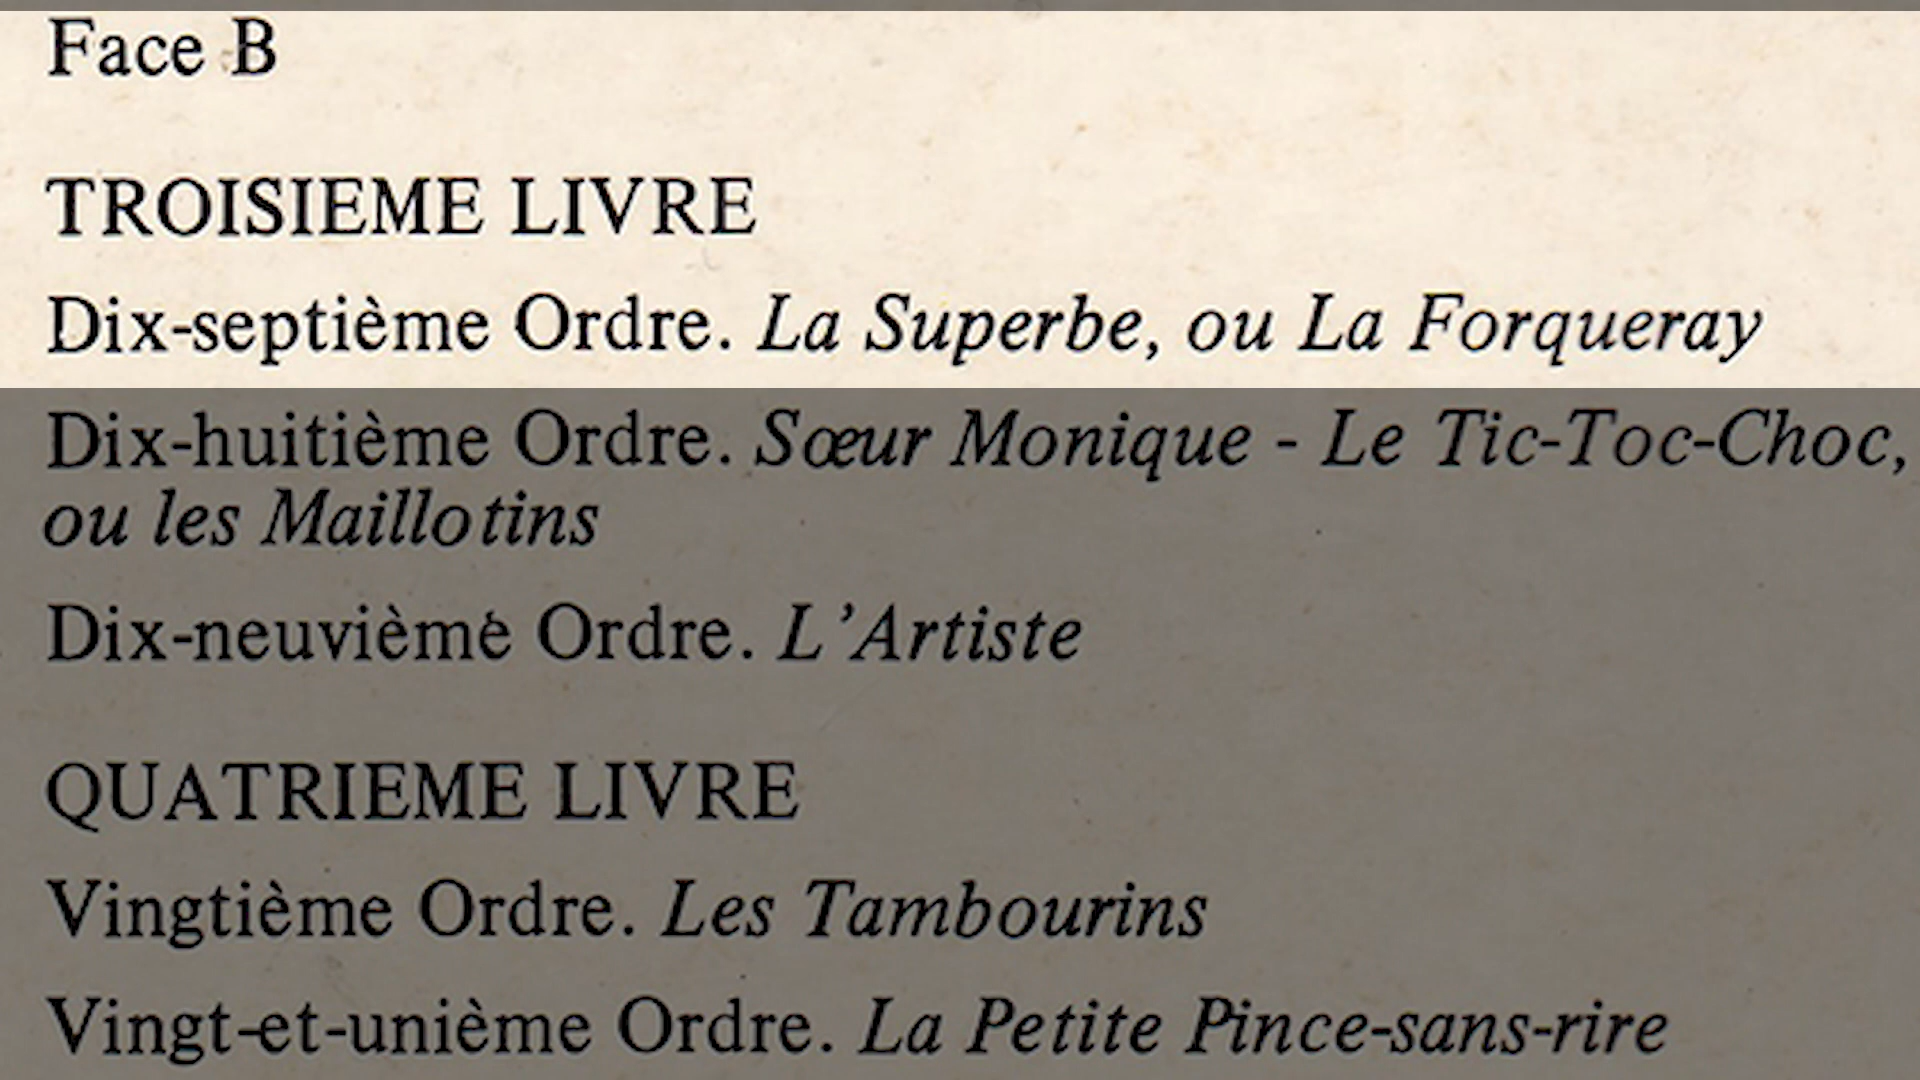 Face B
TROISIEME LIVRE
Dix-septième Ordre. La Superbe, ou La Forqueray
Dix-huitième Ordre. Sœur Monique - Le Tic-Toc-Choc,
ou les Maillotins
Dix-neuvième Ordre. L'Artiste
QUATRIEME LIVRE
Vingtième Ordre. Les Tambourins
Vingt-et-unième Ordre. La Petite Pince-sans-rire